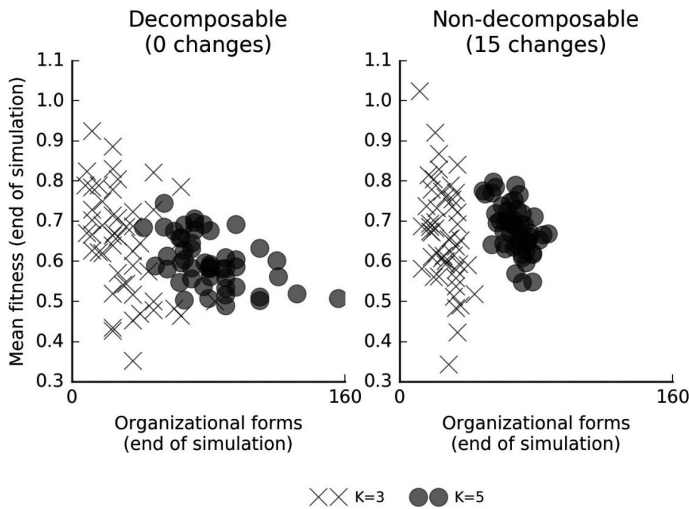 Decomposable
(0 changes)
Non-decomposable
(15 changes)
Mean fitness (end of simulation)
1.1
1.0
0.9
0.8
0.7
0.6
0.5
0.4
0.3
0
160
1.1
1.0
0.9
0.8
0.7
0.6
0.5
0.4
0.3
0
160
Organizational forms
(end of simulation)
Organizational forms
(end of simulation)
K=3
K=5